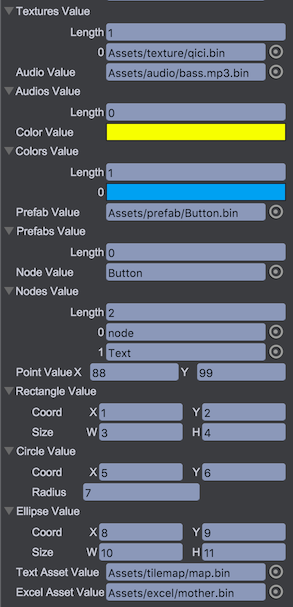 Textures Value
Length 1
0 Assets/texture/qici.bin
Audio Value Assets/audio/bass.mp3.bin
Audios Value
Length 0
Color Value
Colors Value
Length 1
0
Prefab Value Assets/prefab/Button.bin
Prefabs Value
Length 0
Node Value Button
Nodes Value
Length 2
0 node
1 Text
Point Value X 88 Y 99
Rectangle Value
Coord X 1 Y 2
Size W 3 H 4
Circle Value
Coord X 5 Y 6
Radius 7
Ellipse Value
Coord X 8 Y 9
Size W 10 H 11
Text Asset Value Assets/tilemap/map.bin
Excel Asset Value Assets/excel/mother.bin